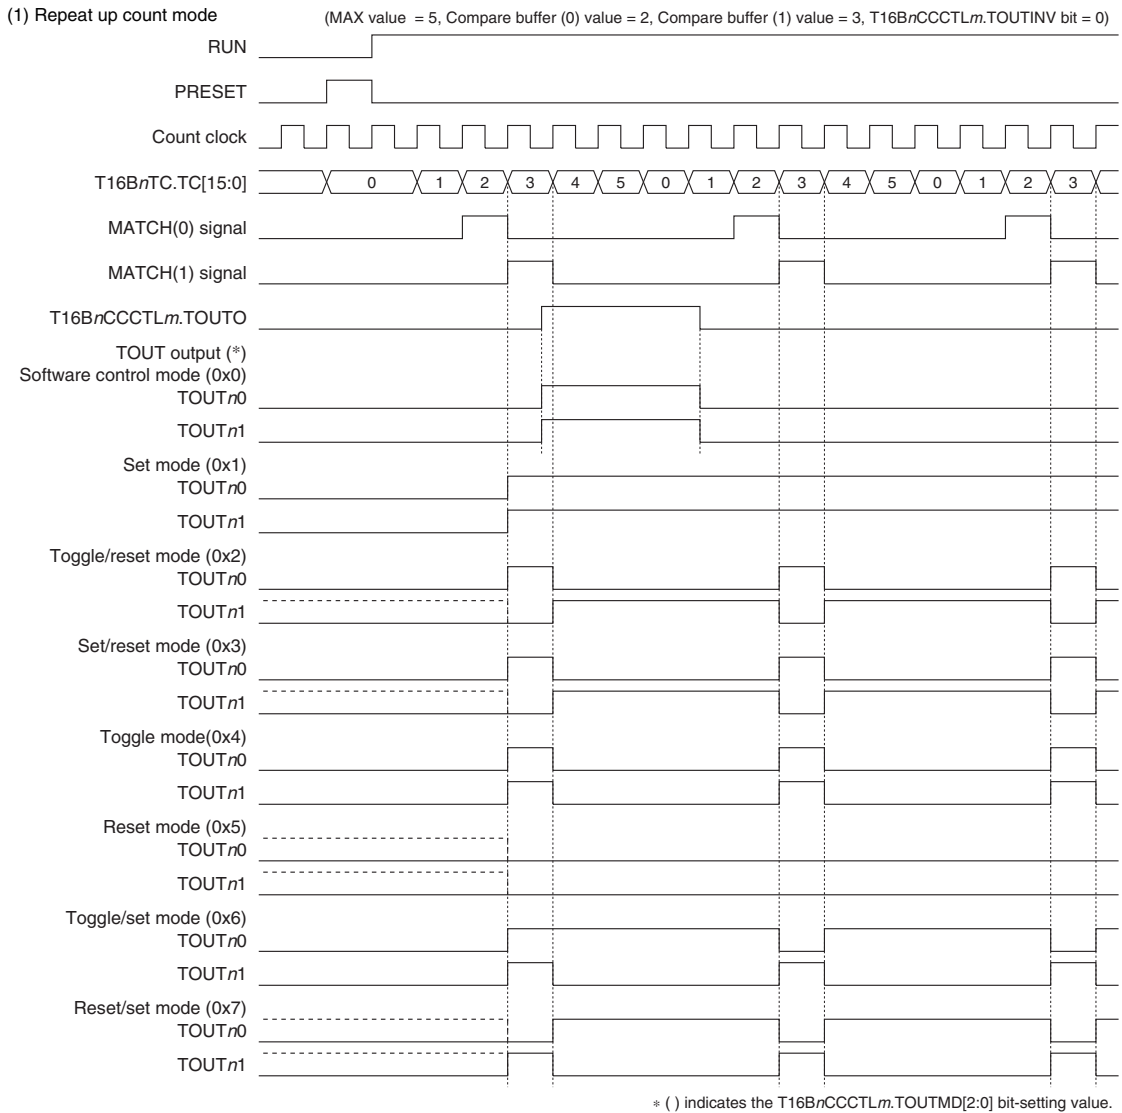 (1) Repeat up count mode
(MAX value = 5, Compare buffer (0) value = 2, Compare buffer (1) value = 3, T16BnCCCTLm.TOUTINV bit = 0)
RUN
PRESET
Count clock
T16BnTC.TC[15:0] 0 1 2 3 4 5 0 1 2 3 4 5 0 1 2 3
MATCH(0) signal
MATCH(1) signal
T16BnCCCTLm.TOUTO
TOUT output (*)
Software control mode (0x0)
TOUTn0
TOUTn1
Set mode (0x1)
TOUTn0
TOUTn1
Toggle/reset mode (0x2)
TOUTn0
TOUTn1
Set/reset mode (0x3)
TOUTn0
TOUTn1
Toggle mode(0x4)
TOUTn0
TOUTn1
Reset mode (0x5)
TOUTn0
TOUTn1
Toggle/set mode (0x6)
TOUTn0
TOUTn1
Reset/set mode (0x7)
TOUTn0
TOUTn1
* ( ) indicates the T16BnCCCTLm.TOUTMD[2:0] bit-setting value.